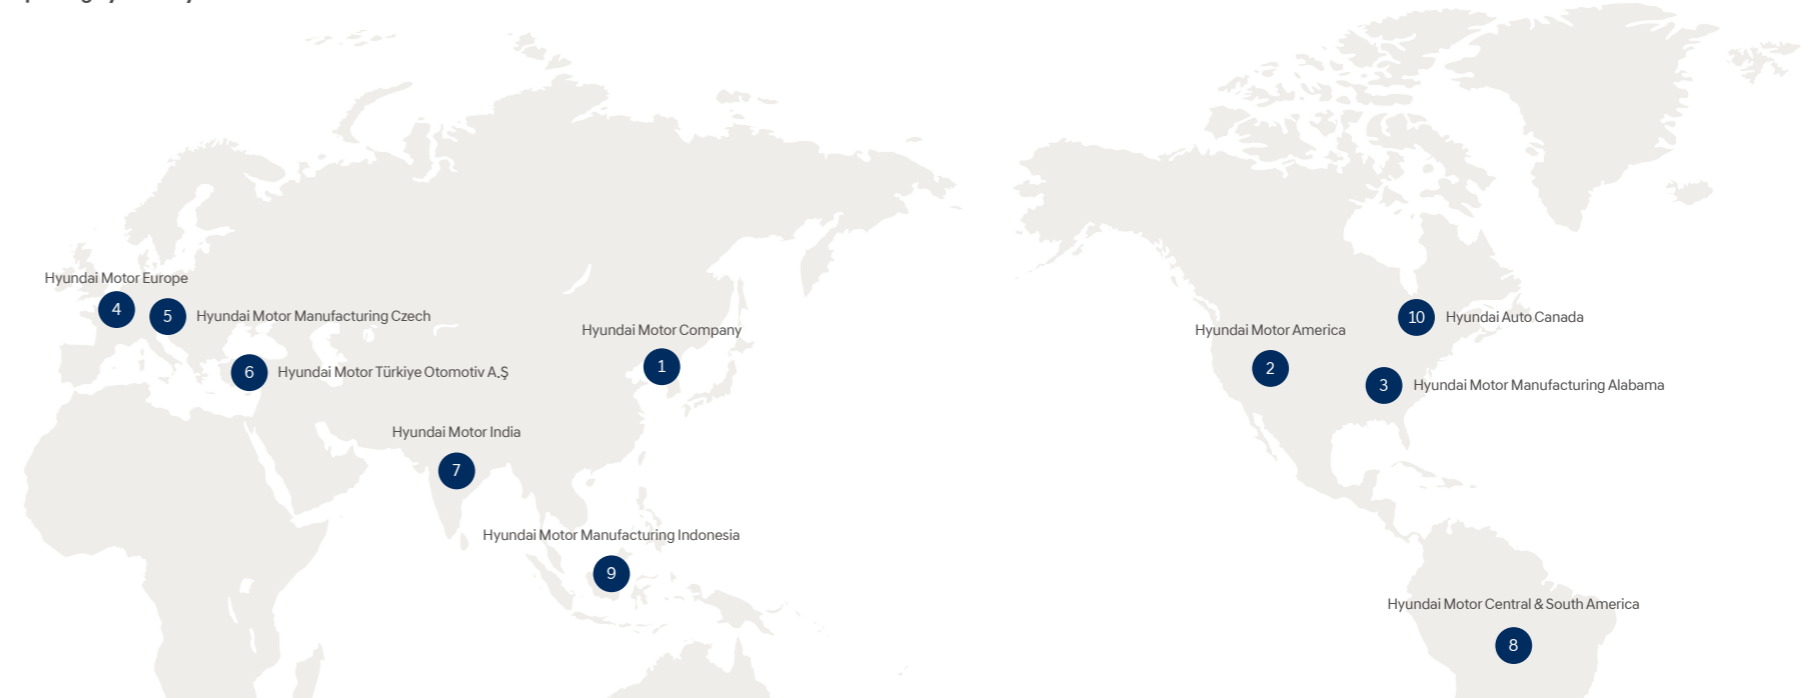 Hyundai Motor Europe
4
5
Hyundai Motor Manufacturing Czech
6
Hyundai Motor Türkiye Otomotiv A.Ş
Hyundai Motor Company
1
Hyundai Motor India
7
Hyundai Motor Manufacturing Indonesia
9
Hyundai Motor America
2
10
Hyundai Auto Canada
3
Hyundai Motor Manufacturing Alabama
Hyundai Motor Central & South America
8